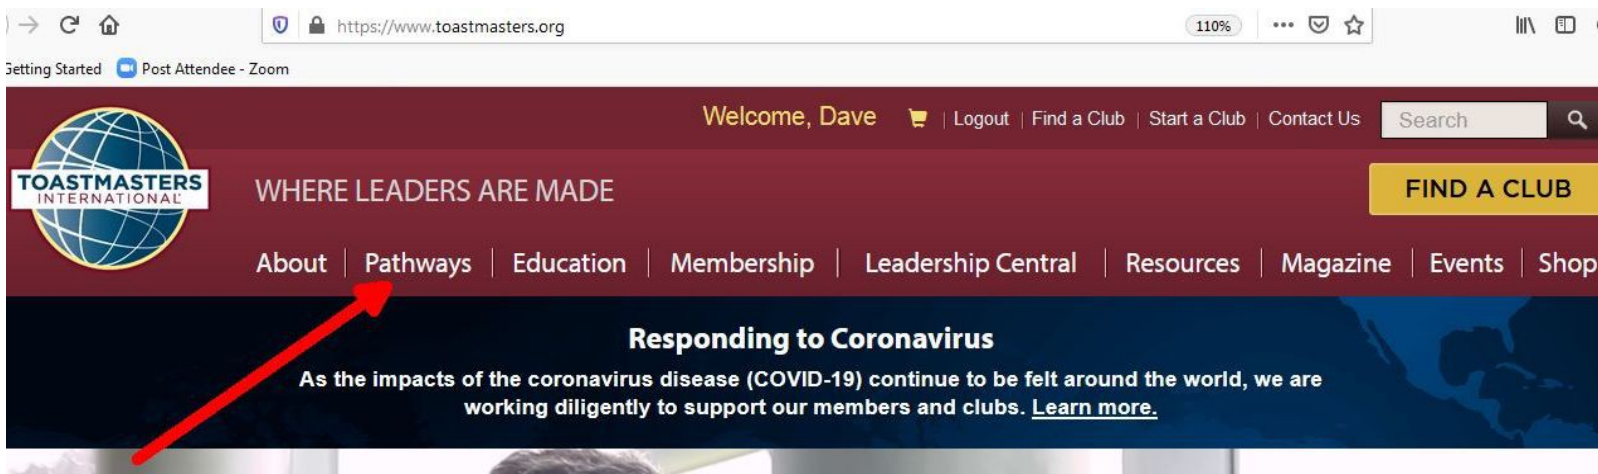 https://www.toastmasters.org 110%
Getting Started Post Attendee - Zoom
Welcome, Dave | Logout | Find a Club | Start a Club | Contact Us Search
TOASTMASTERS
INTERNATIONAL
WHERE LEADERS ARE MADE
FIND A CLUB
About | Pathways | Education | Membership | Leadership Central | Resources | Magazine | Events | Shop
Responding to Coronavirus
As the impacts of the coronavirus disease (COVID-19) continue to be felt around the world, we are
working diligently to support our members and clubs. Learn more.